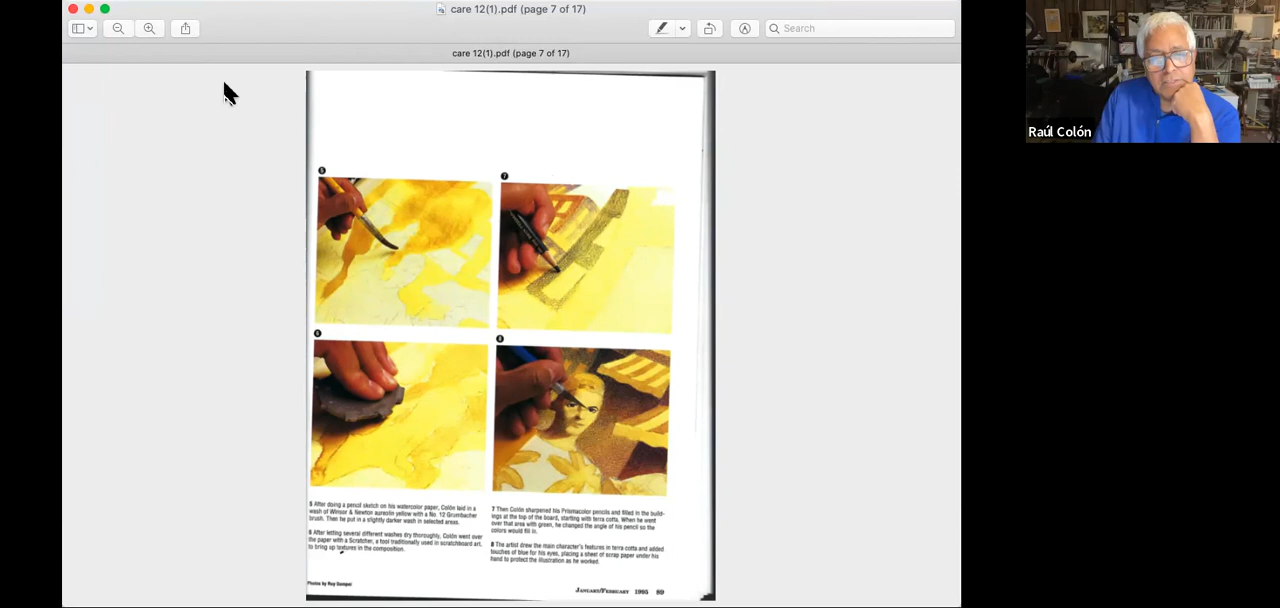 care 12(1).pdf (page 7 of 17)
Search
care 12(1).pdf (page 7 of 17)
Raúl Colón
5
7
6
8
5 After doing a pencil sketch on his watercolor paper, Colón laid in a
wash of Winsor & Newton aureolin yellow with a No. 12 Grumbacher
brush. Then he put in a slightly darker wash in selected areas.
6 After letting several different washes dry thoroughly, Colón went over
the paper with a Scratcher, a tool traditionally used in scratchboard art,
to bring up textures in the composition.
7 Then Colón sharpened his Prismacolor pencils and filled in the build-
ings at the top of the board, starting with terra cotta. When he went
over that area with green, he changed the angle of his pencil so the
colors would fill in.
8 The artist drew the main character's features in terra cotta and added
touches of blue for his eyes, placing a sheet of scrap paper under his
hand to protect the illustration as he worked.
Photos by Roy Gumpel
January/February 1995 89